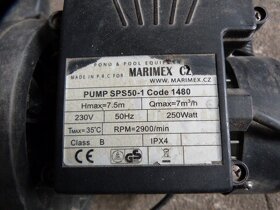 POND & POOL EQUIPMENT
MADE IN P.R.C FOR MARIMEX CZ
WWW.MARIMEX.CZ
PUMP SPS50-1 Code 1480
Hmax=7.5m Qmax=7m³/h
230V 50Hz 250Watt
TMAX=35°C RPM=2900/min
Class B IPX4